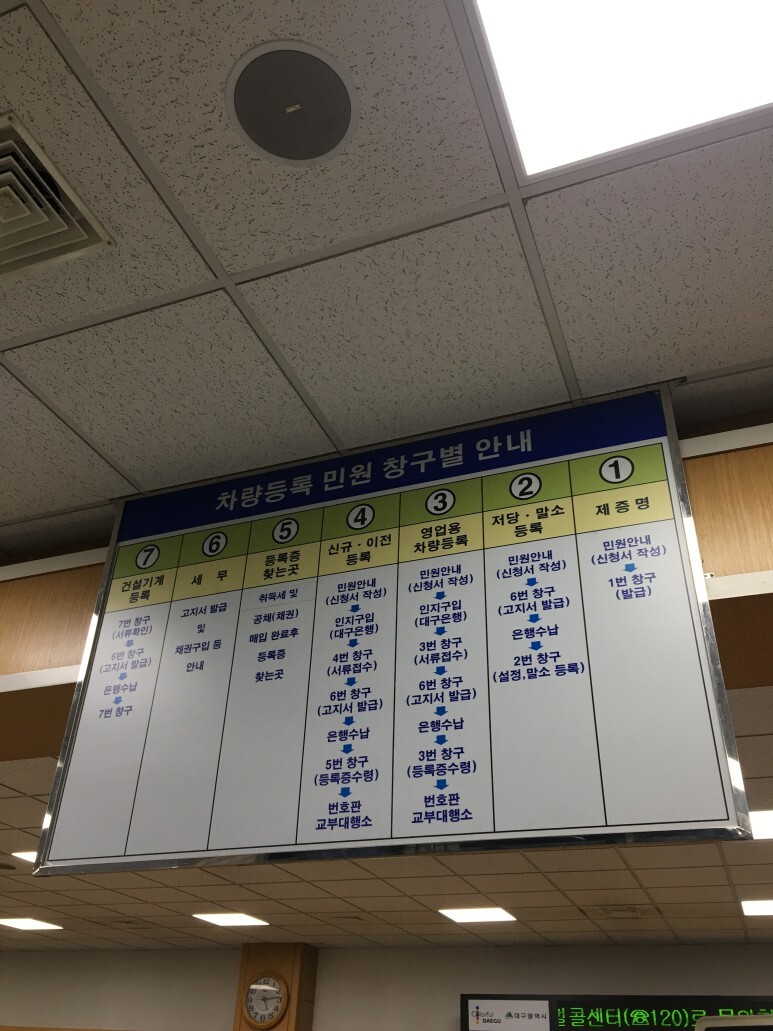 차량등록 민원 창구별 안내
⑦
건설기계
등록
7번 창구
(서류확인)
6번 창구
(고지서 발급)
은행수납
7번 창구
⑥
세 무
고지서 발급
및
채권구입 등
안내
⑤
등록증
찾는곳
취득세 및
공채(채권)
매입 완료후
등록증
찾는곳
④
신규·이전
등록
민원안내
(신청서 작성)
인지구입
(대구은행)
4번 창구
(서류접수)
6번 창구
(고지서 발급)
은행수납
5번 창구
(등록증수령)
번호판
교부대행소
③
영업용
차량등록
민원안내
(신청서 작성)
인지구입
(대구은행)
3번 창구
(서류접수)
6번 창구
(고지서 발급)
은행수납
3번 창구
(등록증수령)
번호판
교부대행소
②
저당·말소
등록
민원안내
(신청서 작성)
6번 창구
(고지서 발급)
은행수납
2번 창구
(설정,말소 등록)
①
제 증 명
민원안내
(신청서 작성)
1번 창구
(발급)
Colorful
DAEGU
대구광역시
콜센터(☎120)로